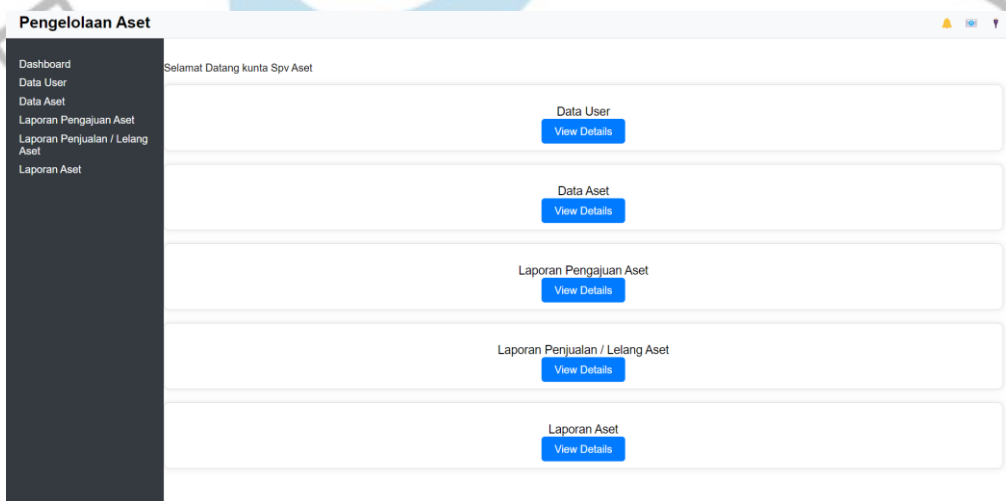 Pengelolaan Aset
Dashboard
Data User
Data Aset
Laporan Pengajuan Aset
Laporan Penjualan / Lelang
Aset
Laporan Aset
Selamat Datang kunta Spv Aset
Data User
View Details
Data Aset
View Details
Laporan Pengajuan Aset
View Details
Laporan Penjualan / Lelang Aset
View Details
Laporan Aset
View Details